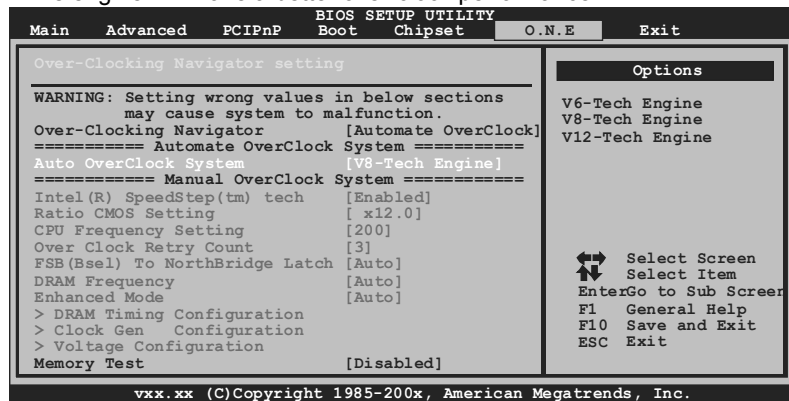 BIOS SETUP UTILITY
Main Advanced PCIPnP Boot Chipset O.N.E Exit
Over-Clocking Navigator setting
WARNING: Setting wrong values in below sections
may cause system to malfunction.
Over-Clocking Navigator [Automate OverClock]
=========== Automate OverClock System ===========
Auto OverClock System [V8-Tech Engine]
============ Manual OverClock System ============
Intel(R) SpeedStep(tm) tech [Enabled]
Ratio CMOS Setting [ x12.0]
CPU Frequency Setting [200]
Over Clock Retry Count [3]
FSB(Bsel) To NorthBridge Latch [Auto]
DRAM Frequency [Auto]
Enhanced Mode [Auto]
> DRAM Timing Configuration
> Clock Gen Configuration
> Voltage Configuration
Memory Test [Disabled]
Options
V6-Tech Engine
V8-Tech Engine
V12-Tech Engine
Select Screen
Select Item
EnterGo to Sub Screen
F1 General Help
F10 Save and Exit
ESC Exit
vxx.xx (C)Copyright 1985-200x, American Megatrends, Inc.